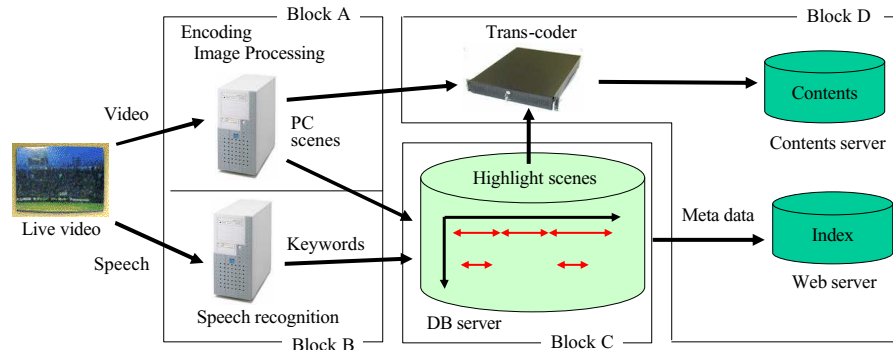 Block A
Block D
Encoding
Image Processing
Trans-coder
Video
PC
scenes
Contents
Contents server
Highlight scenes
Live video
Speech
Keywords
Meta data
Index
Web server
Speech recognition
DB server
Block B
Block C